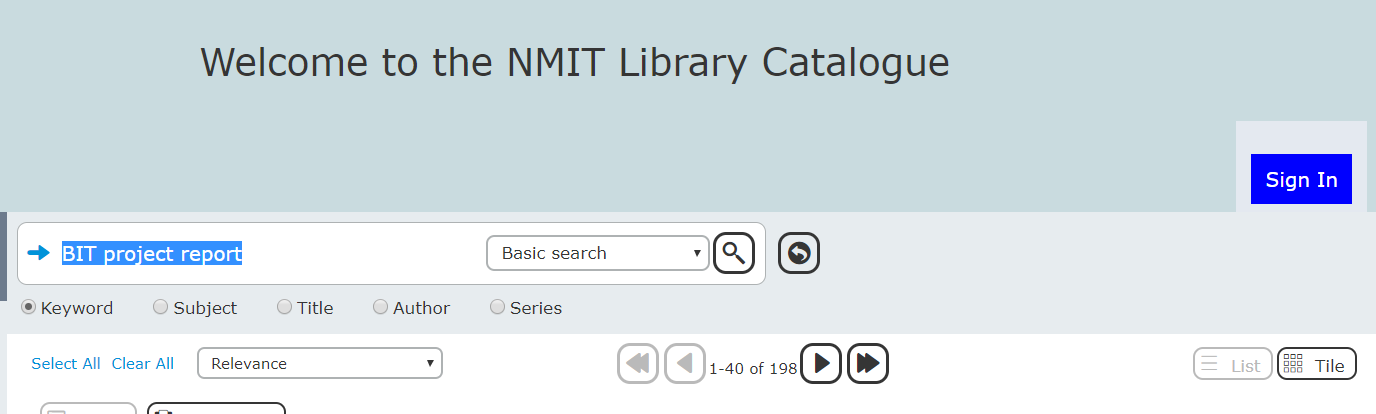 Welcome to the NMIT Library Catalogue
Sign In
BIT project report Basic search
Keyword Subject Title Author Series
Select All Clear All Relevance 1-40 of 198 List Tile